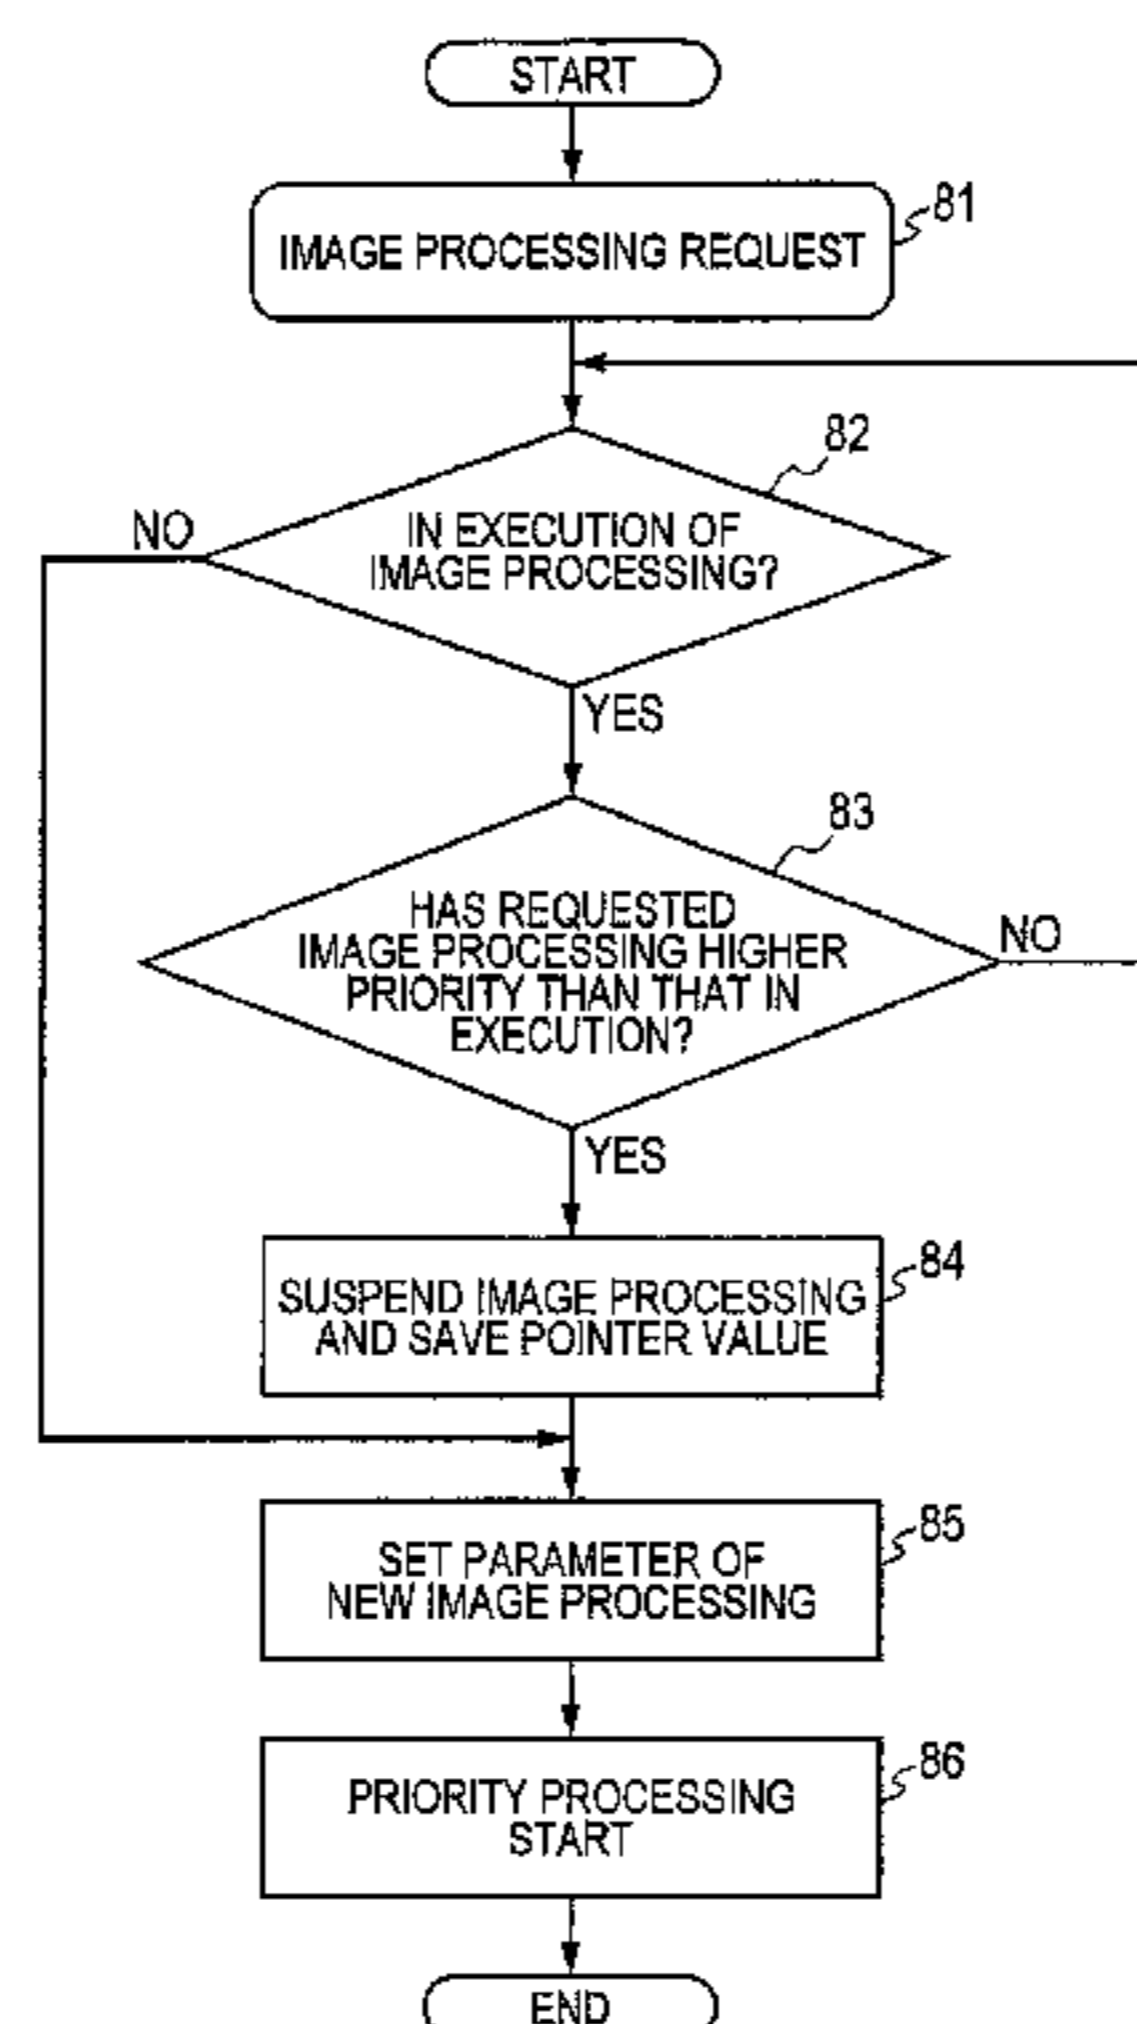 START
IMAGE PROCESSING REQUEST
81
82
NO
IN EXECUTION OF
IMAGE PROCESSING?
YES
83
HAS REQUESTED
IMAGE PROCESSING HIGHER
PRIORITY THAN THAT IN
EXECUTION?
NO
YES
84
SUSPEND IMAGE PROCESSING
AND SAVE POINTER VALUE
85
SET PARAMETER OF
NEW IMAGE PROCESSING
86
PRIORITY PROCESSING
START
END